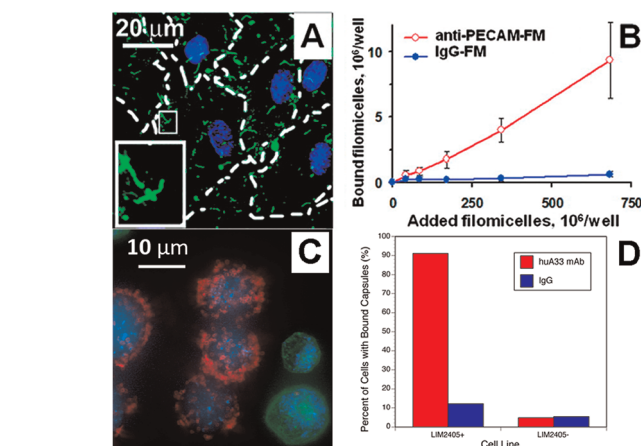 20 μm
A
10 μm
C
B
anti-PECAM-FM
IgG-FM
Bound filomicelles, 10⁶/well
10
5
0
0 250 500 750
Added filomicelles, 10⁶/well
D
huA33 mAb
IgG
Percent of Cells with Bound Capsules (%)
100
90
80
70
60
50
40
30
20
10
0
LIM2405+ LIM2405-
Cell Line